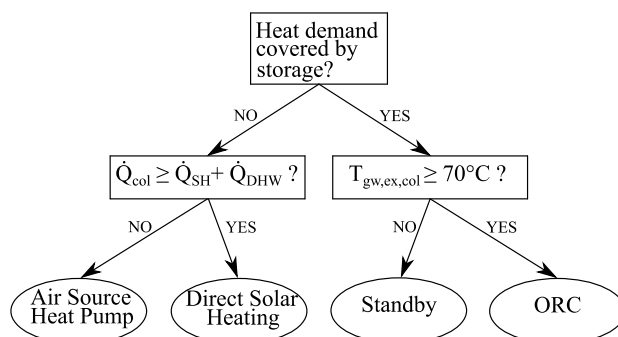 Heat demand
covered by
storage?
NO
YES
Q̇col ≥ Q̇SH+ Q̇DHW ?
Tgw,ex,col ≥ 70°C ?
NO
YES
NO
YES
Air Source
Heat Pump
Direct Solar
Heating
Standby
ORC